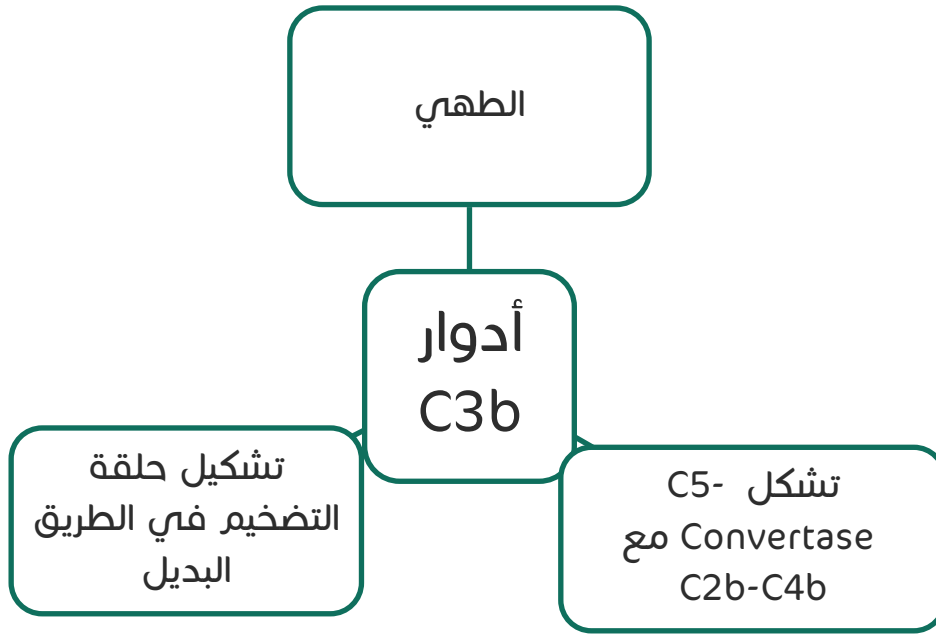 الطهي
أدوار
C3b
تشكيل حلقة
التضخيم في الطريق
البديل
تشكل C5-
Convertase مع
C2b-C4b